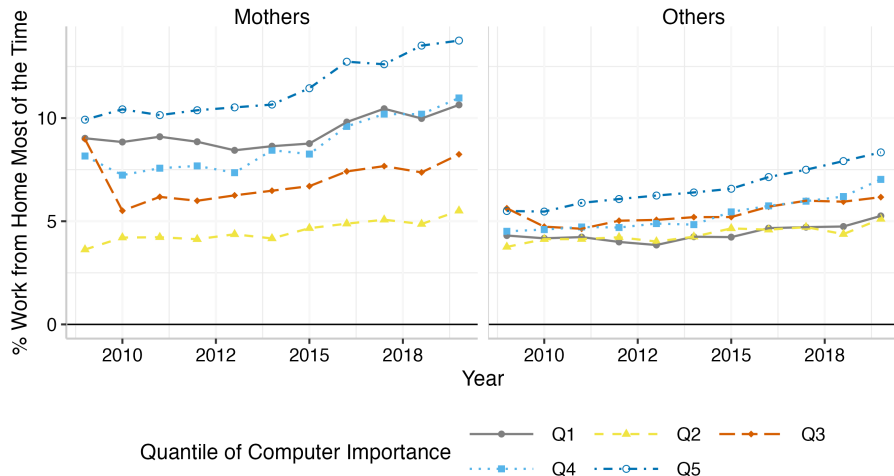 Mothers
Others
% Work from Home Most of the Time
10
5
0
2010
2012
2015
2018
2010
2012
2015
2018
Year
Quantile of Computer Importance
Q1
Q2
Q3
Q4
Q5